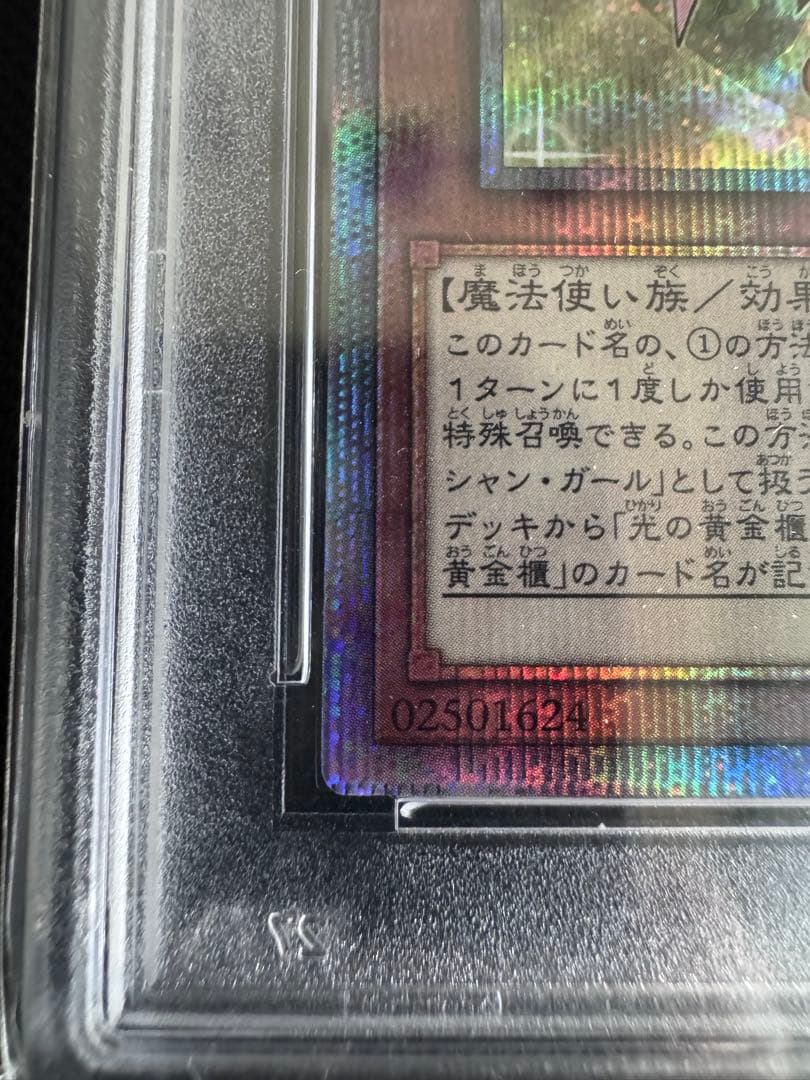 【魔法使い族／効果
このカード名の、①の方法
1ターンに1度しか使用
特殊召喚できる。この方法
シャン・ガール」として扱う
デッキから「光の黄金櫃
黄金櫃」のカード名が記
02501624
27